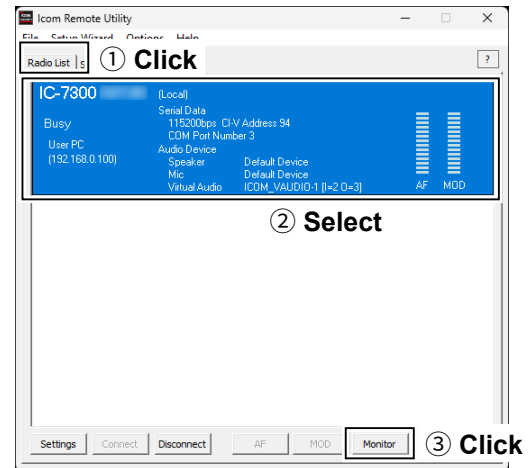 Icom Remote Utility
File Setup Wizard Options Help
Radio List S ① Click ?
IC-7300 (Local)
Serial Data
Busy 115200bps CI-V Address 94
COM Port Number 3
User PC Audio Device
(192.168.0.100) Speaker Default Device
Mic Default Device
Virtual Audio ICOM_VAUDIO-1 [I=2 O=3] AF MOD
② Select
Settings Connect Disconnect AF MOD Monitor ③ Click